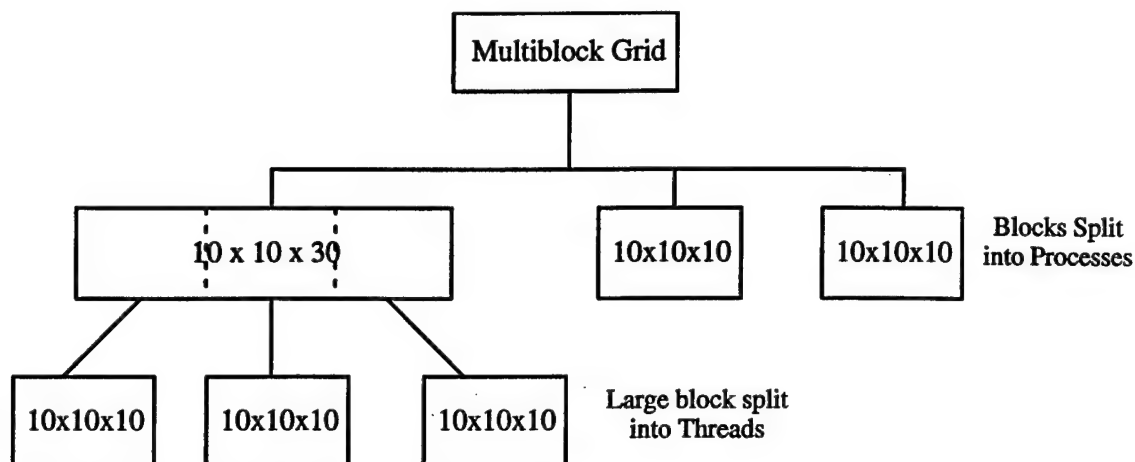 Multiblock Grid
10 x 10 x 30
10x10x10
10x10x10
Blocks Split
into Processes
10x10x10
10x10x10
10x10x10
Large block split
into Threads